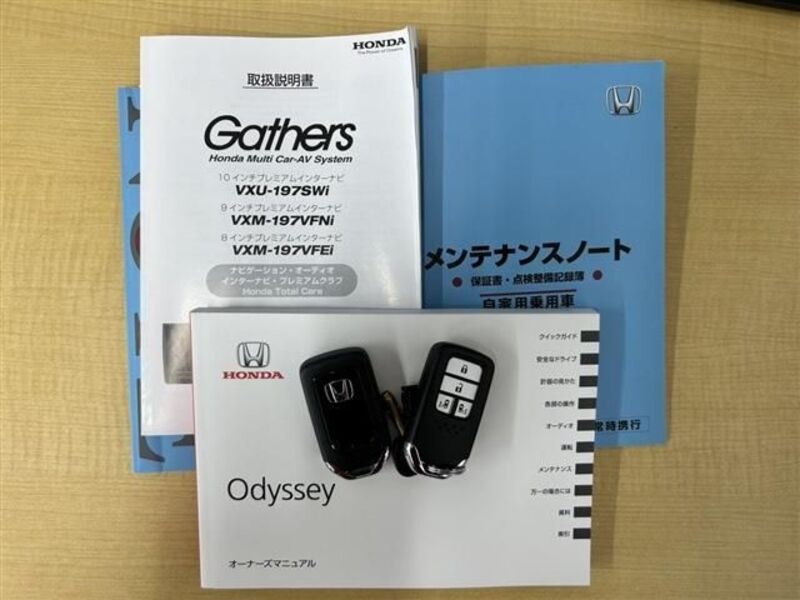 HONDA
The Power of Dreams
取扱説明書
Gathers
Honda Multi Car-AV System
10 インチプレミアムインターナビ
VXU-197SWi
9 インチプレミアムインターナビ
VXM-197VFNi
8 インチプレミアムインターナビ
VXM-197VFEi
ナビゲーション・オーディオ
インターナビ・プレミアムクラブ
Honda Total Care
メンテナンスノート
保証書・点検整備記録簿
自家用乗用車
常時携行
HONDA
Odyssey
オーナーズマニュアル
クイックガイド
安全なドライブ
計器の見かた
各部の操作
オーディオ
運転
メンテナンス
万一の場合には
資料
索引